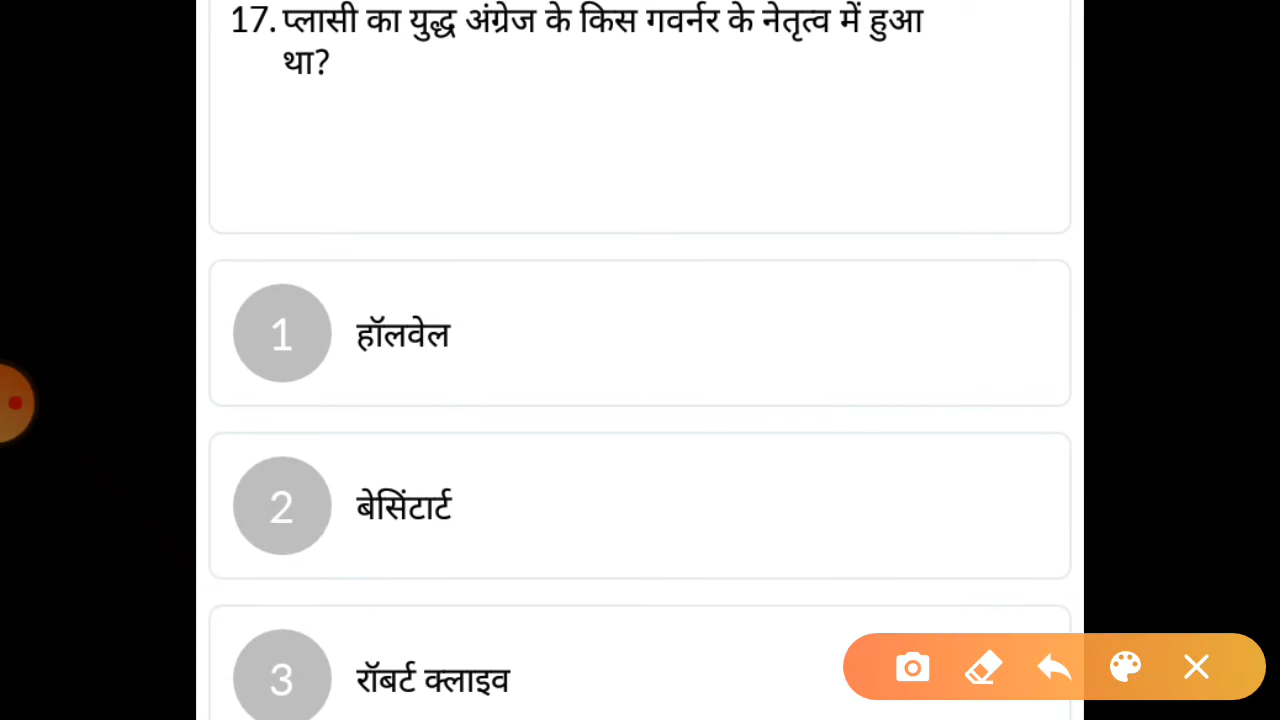 17. प्लासी का युद्ध अंग्रेज के किस गवर्नर के नेतृत्व में हुआ
था?
1 हॉलवेल
2 बेसिंटार्ट
3 रॉबर्ट क्लाइव